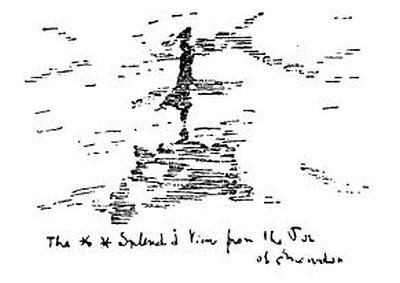 The * * Splendid View from the Top
of Snowdon